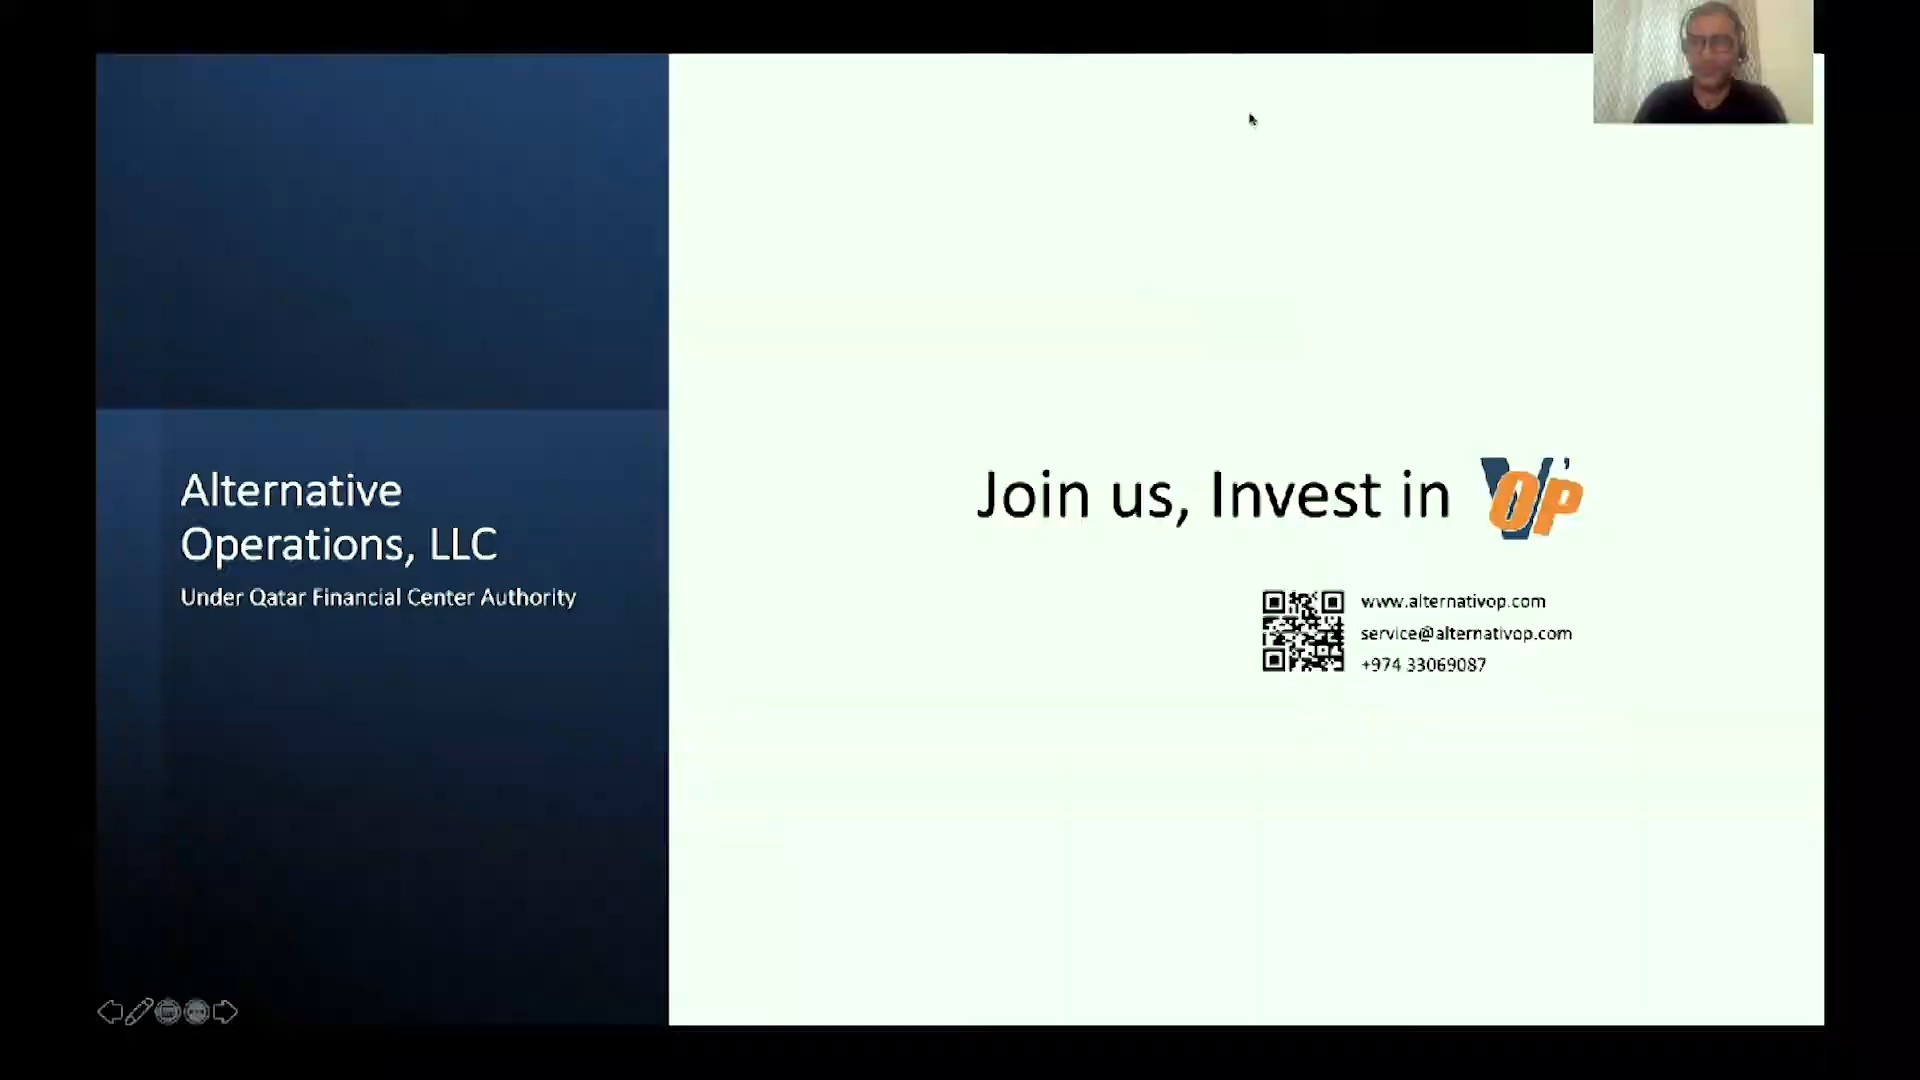 Alternative
Operations, LLC
Under Qatar Financial Center Authority
Join us, Invest in V'OP
www.alternativop.com
service@alternativop.com
+974 33069087